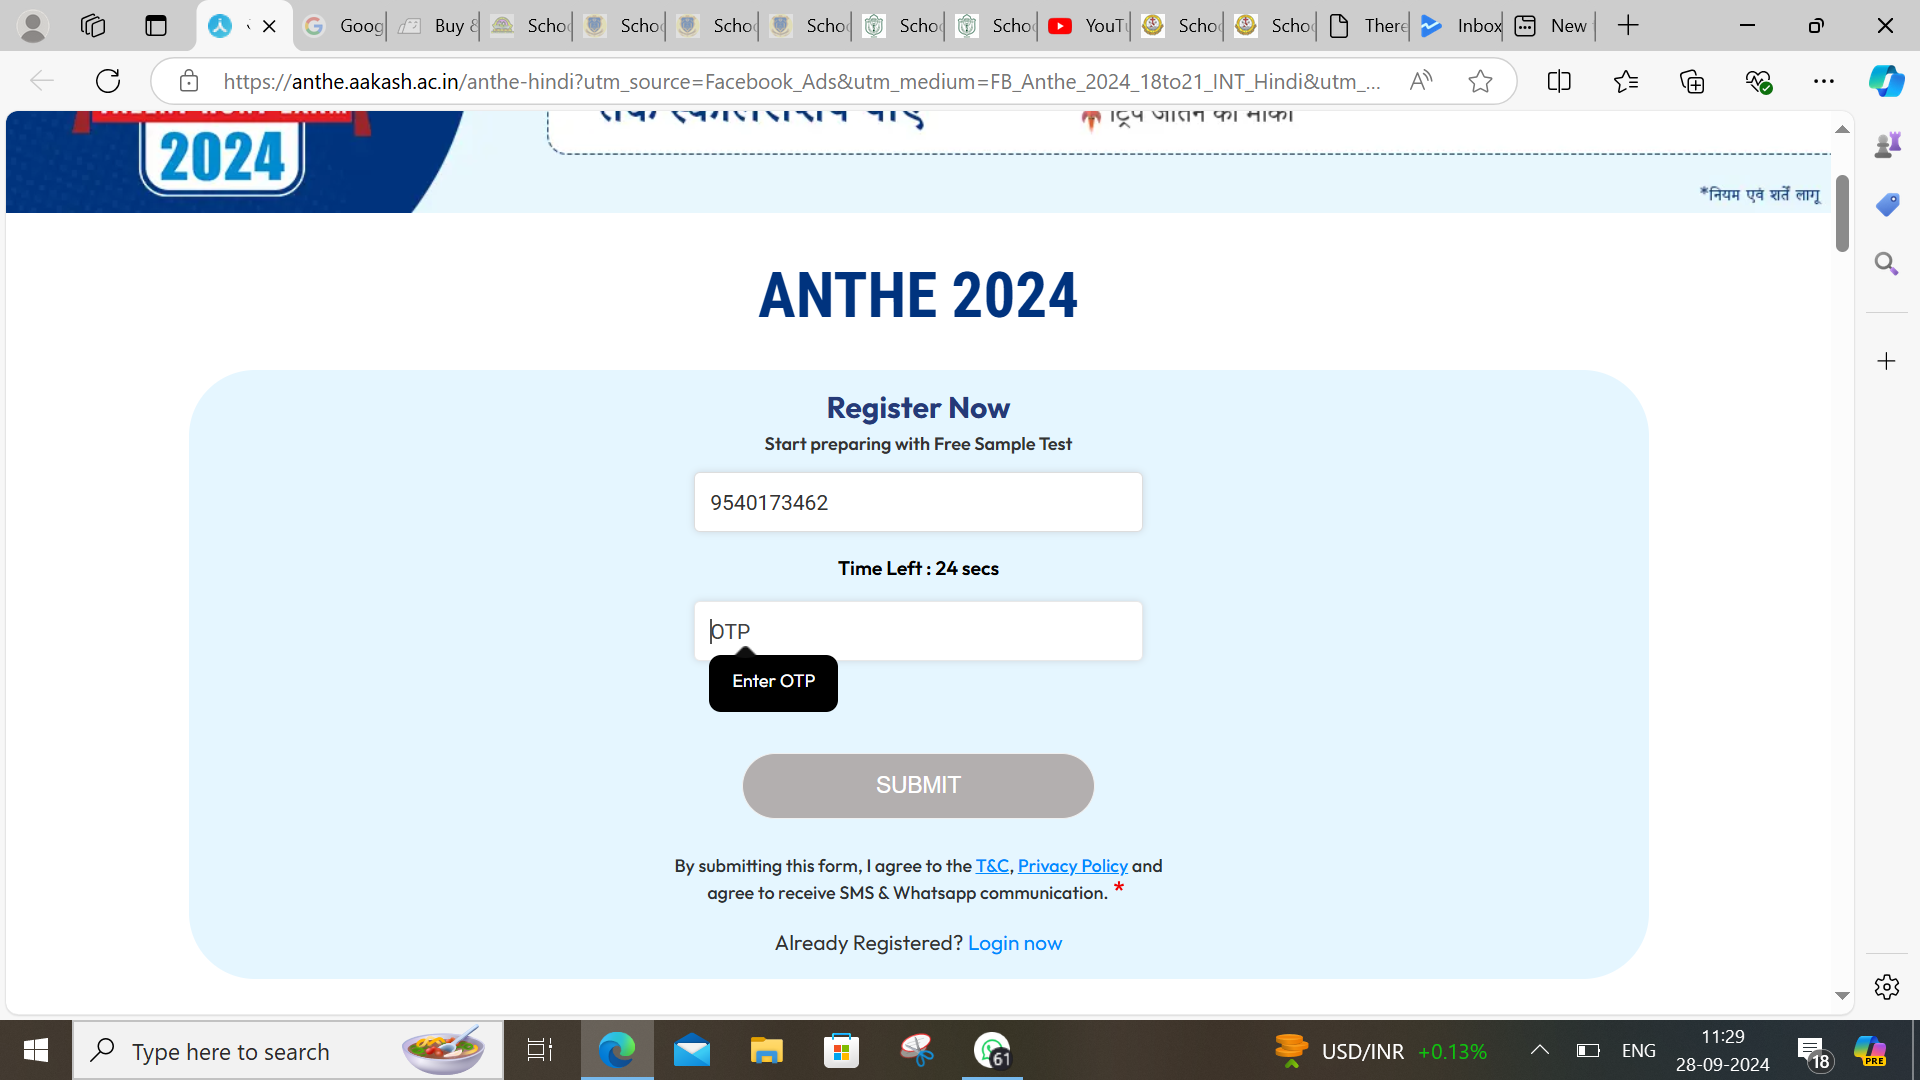 Goog
Buy &
Scho
Scho
Scho
Scho
Scho
Scho
YouTu
Scho
Scho
There
Inbox
New
https://anthe.aakash.ac.in/anthe-hindi?utm_source=Facebook_Ads&utm_medium=FB_Anthe_2024_18to21_INT_Hindi&utm_...
2024
तक स्कॉलरशिप पाएं
ट्रिप जीतने का मौका
*नियम एवं शर्तें लागू
ANTHE 2024
Register Now
Start preparing with Free Sample Test
9540173462
Time Left : 24 secs
OTP
Enter OTP
SUBMIT
By submitting this form, I agree to the T&C, Privacy Policy and
agree to receive SMS & Whatsapp communication. *
Already Registered? Login now
Type here to search
61
USD/INR +0.13%
ENG
11:29
28-09-2024
18
PRE